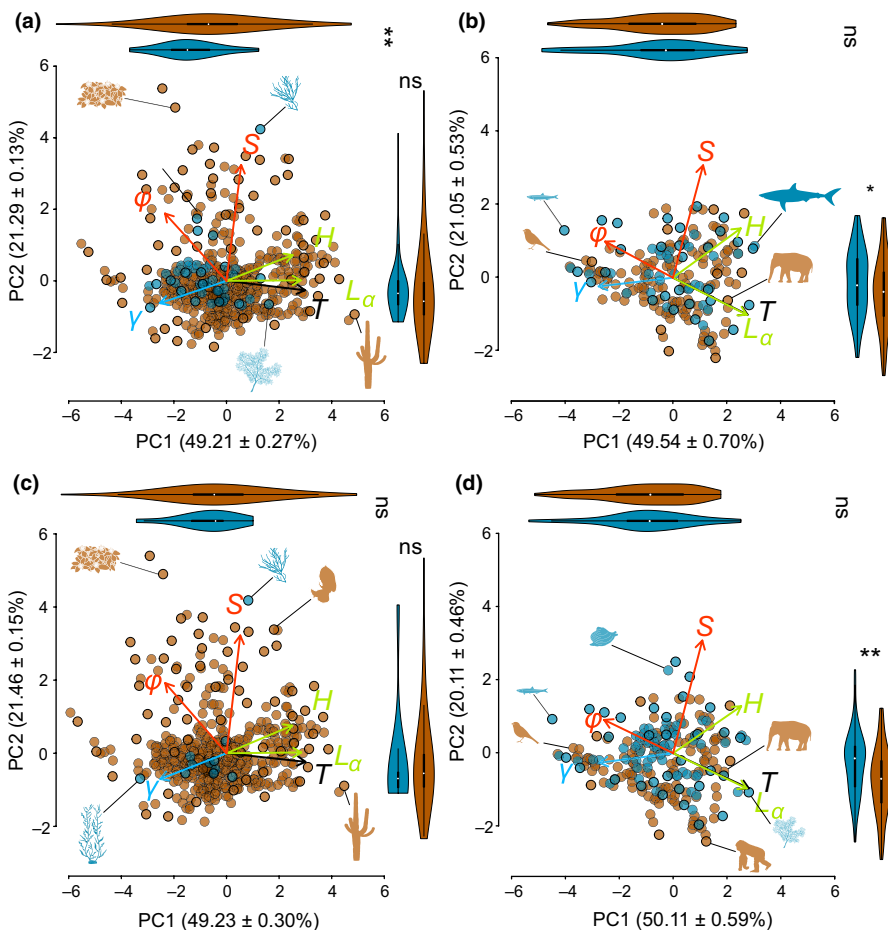 (a)
**
ns
6
4
2
0
−2
PC2 (21.29 ± 0.13%)
S
φ
H
Lα
T
γ
−6 −4 −2 0 2 4 6
PC1 (49.21 ± 0.27%)
(b)
ns
*
6
4
2
0
−2
PC2 (21.05 ± 0.53%)
S
φ
H
T
Lα
γ
−6 −4 −2 0 2 4 6
PC1 (49.54 ± 0.70%)
(c)
ns
ns
6
4
2
0
−2
PC2 (21.46 ± 0.15%)
S
φ
H
Lα
T
γ
−6 −4 −2 0 2 4 6
PC1 (49.23 ± 0.30%)
(d)
ns
**
6
4
2
0
−2
PC2 (20.11 ± 0.46%)
S
φ
H
T
Lα
γ
−6 −4 −2 0 2 4 6
PC1 (50.11 ± 0.59%)